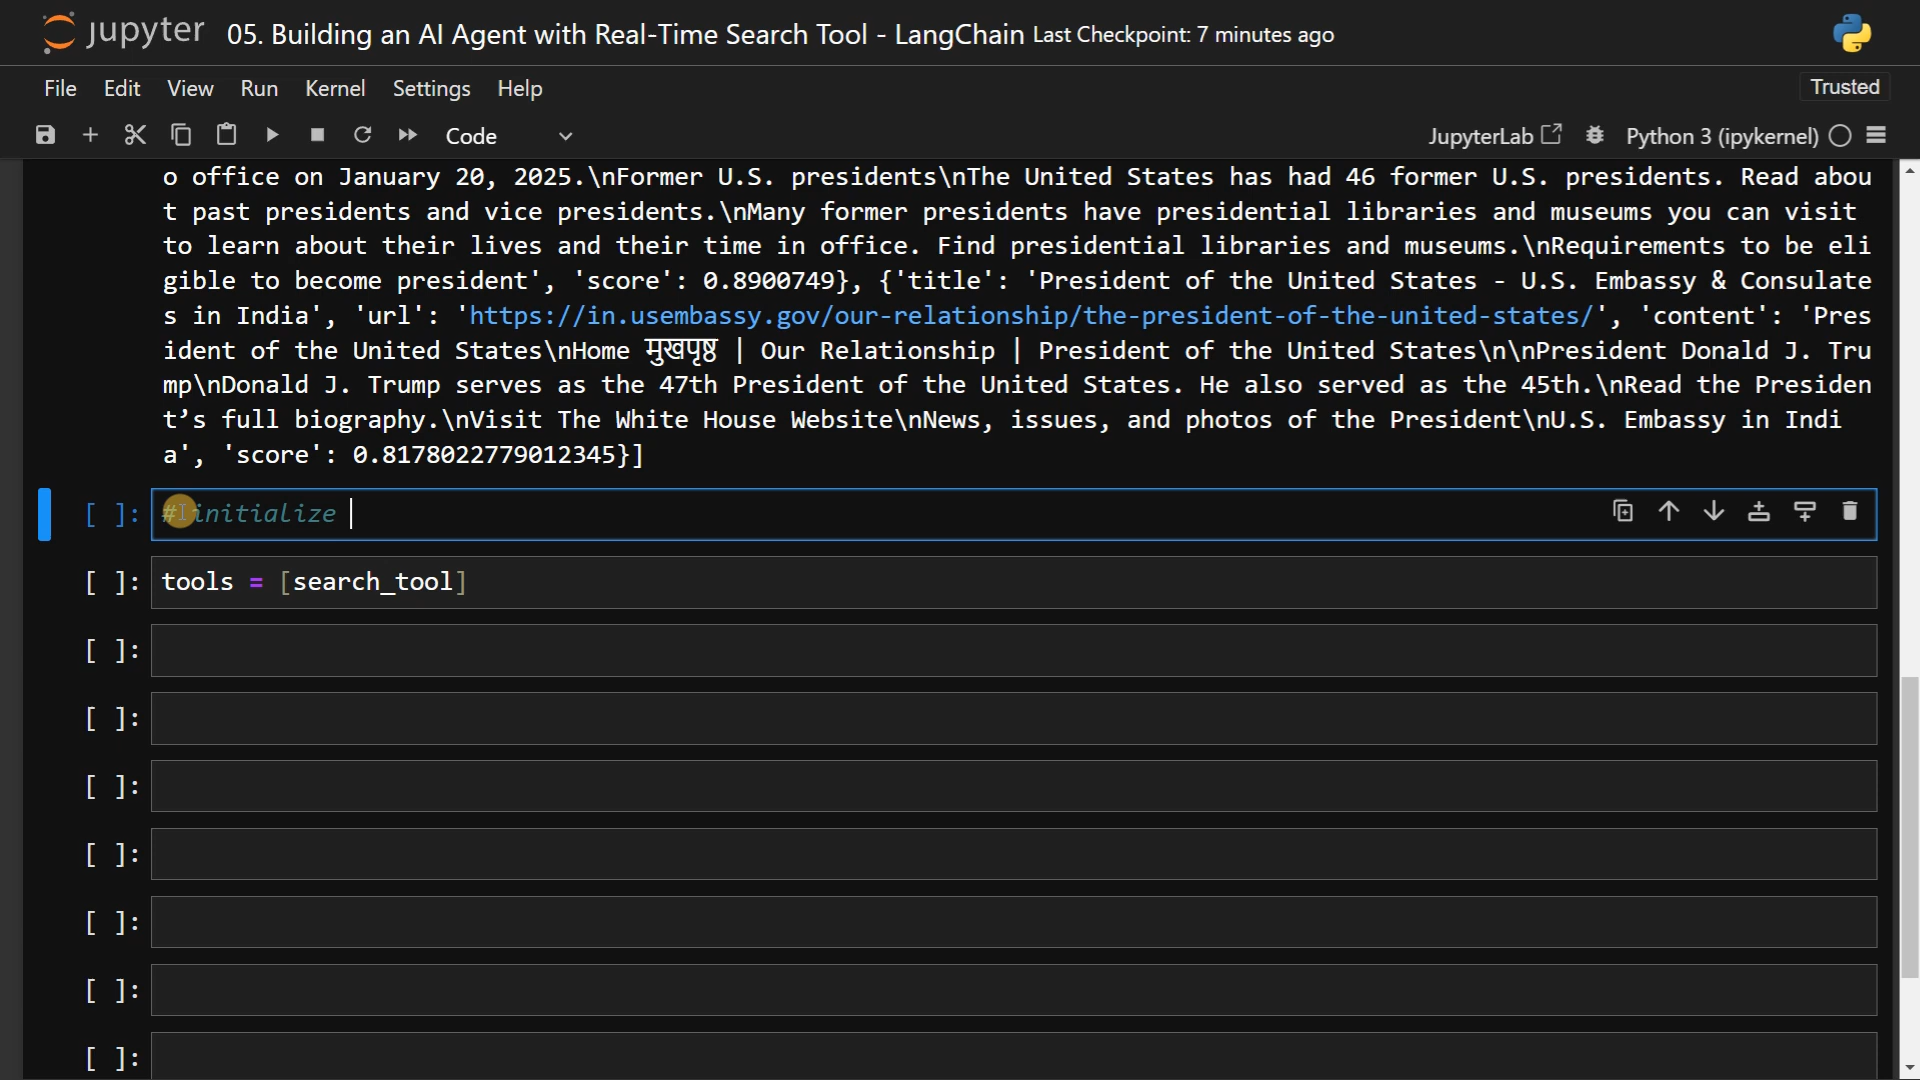 jupyter 05. Building an AI Agent with Real-Time Search Tool - LangChain Last Checkpoint: 7 minutes ago
File Edit View Run Kernel Settings Help Trusted
Code JupyterLab Python 3 (ipykernel)
o office on January 20, 2025.\nFormer U.S. presidents\nThe United States has had 46 former U.S. presidents. Read abou
t past presidents and vice presidents.\nMany former presidents have presidential libraries and museums you can visit
to learn about their lives and their time in office. Find presidential libraries and museums.\nRequirements to be eli
gible to become president', 'score': 0.8900749}, {'title': 'President of the United States - U.S. Embassy & Consulate
s in India', 'url': 'https://in.usembassy.gov/our-relationship/the-president-of-the-united-states/', 'content': 'Pres
ident of the United States\nHome मुखपृष्ठ | Our Relationship | President of the United States\n\nPresident Donald J. Tru
mp\nDonald J. Trump serves as the 47th President of the United States. He also served as the 45th.\nRead the Presiden
t’s full biography.\nVisit The White House Website\nNews, issues, and photos of the President\nU.S. Embassy in Indi
a', 'score': 0.8178022779012345}]
[ ]: # initialize
[ ]: tools = [search_tool]
[ ]:
[ ]:
[ ]:
[ ]:
[ ]:
[ ]:
[ ]: